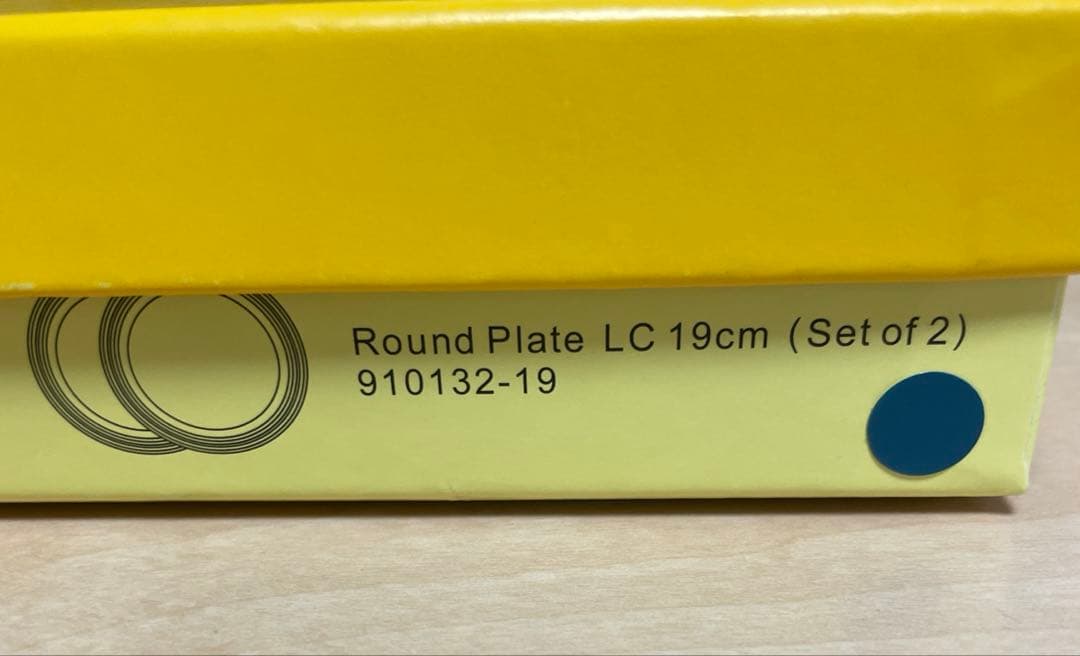 Round Plate LC 19cm (Set of 2)
910132-19